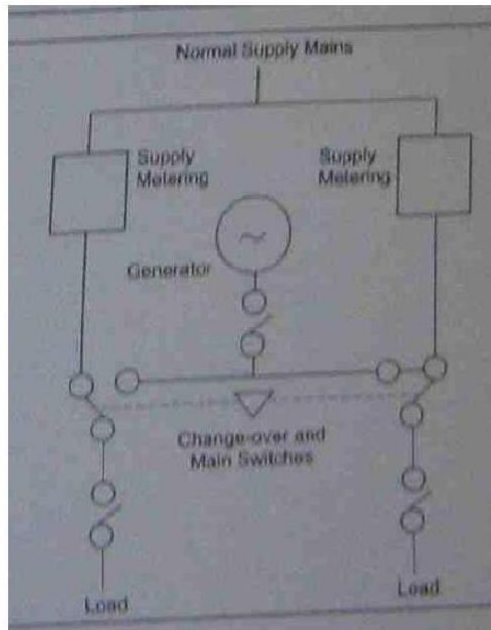 Normal Supply Mains
Supply
Metering
Supply
Metering
~
Generator
Change-over and
Main Switches
Load
Load